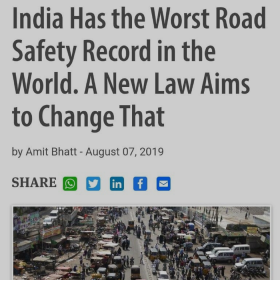 India Has the Worst Road
Safety Record in the
World. A New Law Aims
to Change That
by Amit Bhatt - August 07, 2019
SHARE